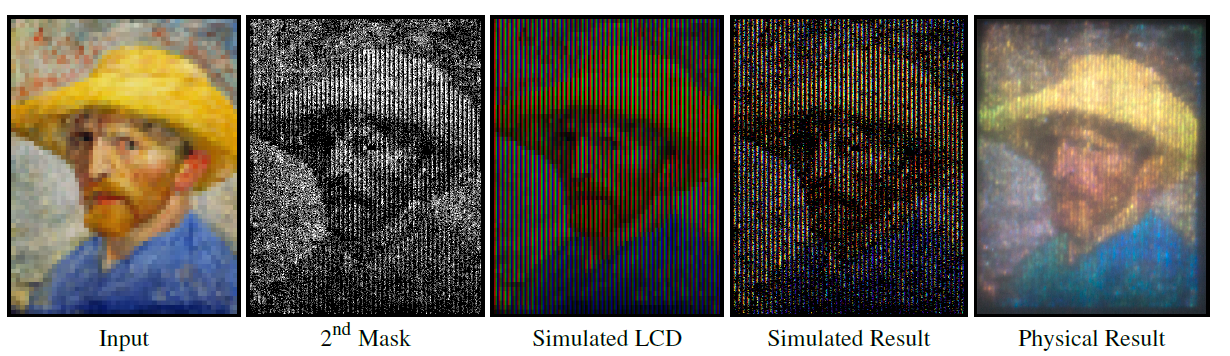 Input
2nd Mask
Simulated LCD
Simulated Result
Physical Result